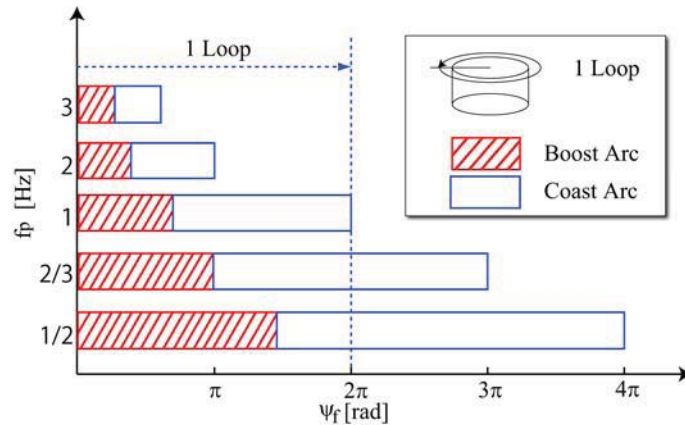 1 Loop
1 Loop
Boost Arc
Coast Arc
fp [Hz]
3
2
1
2/3
1/2
π
2π
3π
4π
ψf [rad]